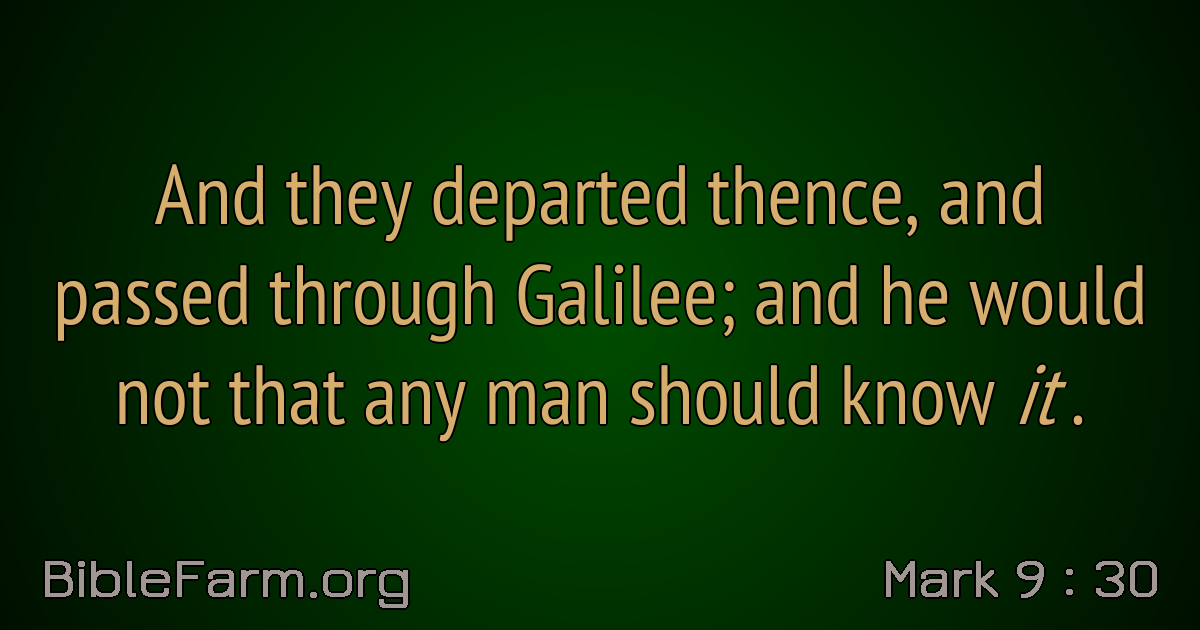 And they departed thence, and
passed through Galilee; and he would
not that any man should know it .
BibleFarm.org
Mark 9 : 30